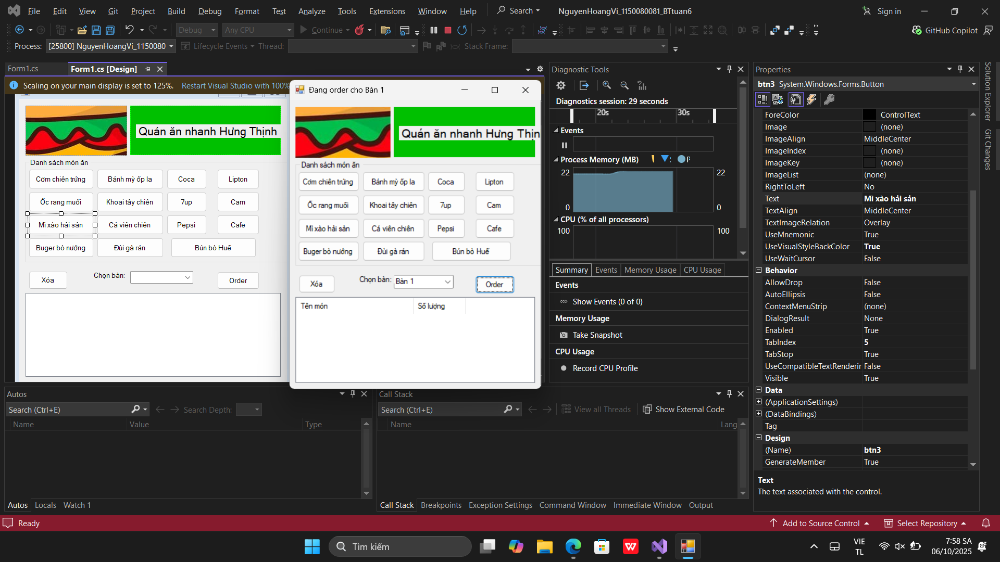 File Edit View Git Project Build Debug Format Test Analyze Tools Extensions Window Help Search NguyenHoangVi_1150080081_BTtuan6 Sign in
Debug Any CPU Continue GitHub Copilot
Process: [25800] NguyenHoangVi_1150080 Lifecycle Events Thread: Stack Frame:
Form1.cs Form1.cs [Design]
Scaling on your main display is set to 125%. Restart Visual Studio with 100%
Quán ăn nhanh Hưng Thịnh
Danh sách món ăn
Cơm chiên trứng Bánh mỳ ốp la Coca Lipton
Ốc rang muối Khoai tây chiên 7up Cam
Mì xào hải sản Cá viên chiên Pepsi Cafe
Buger bò nướng Đùi gà rán Bún bò Huế
Xóa Chọn bàn: Order
Đang order cho Bàn 1
Quán ăn nhanh Hưng Thịn
Danh sách món ăn
Cơm chiên trứng Bánh mỳ ốp la Coca Lipton
Ốc rang muối Khoai tây chiên 7up Cam
Mì xào hải sản Cá viên chiên Pepsi Cafe
Buger bò nướng Đùi gà rán Bún bò Huế
Xóa Chọn bàn: Bàn 1 Order
Tên món Số lượng
Diagnostic Tools
Diagnostics session: 29 seconds
20s 30s
Events
Process Memory (MB) P
22 22
0 0
CPU (% of all processors)
100 100
Summary Events Memory Usage CPU Usage
Events
Show Events (0 of 0)
Memory Usage
Take Snapshot
CPU Usage
Record CPU Profile
Properties
btn3 System.Windows.Forms.Button
ForeColor ControlText
Image (none)
ImageAlign MiddleCenter
ImageIndex (none)
ImageKey (none)
ImageList (none)
RightToLeft No
Text Mì xào hải sản
TextAlign MiddleCenter
TextImageRelation Overlay
UseMnemonic True
UseVisualStyleBackColor True
UseWaitCursor False
Behavior
AllowDrop False
AutoEllipsis False
ContextMenuStrip (none)
DialogResult None
Enabled True
TabIndex 5
TabStop True
UseCompatibleTextRenderir False
Visible True
Data
(ApplicationSettings)
(DataBindings)
Tag
Design
(Name) btn3
GenerateMember True
Text
The text associated with the control.
Solution Explorer
Git Changes
Autos
Search (Ctrl+E) Search Depth:
Name Value Type
Autos Locals Watch 1
Call Stack
Search (Ctrl+E) View all Threads Show External Code
Name Lang
Call Stack Breakpoints Exception Settings Command Window Immediate Window Output
Ready Add to Source Control Select Repository
Tìm kiếm
VIE
TL
7:58 SA
06/10/2025